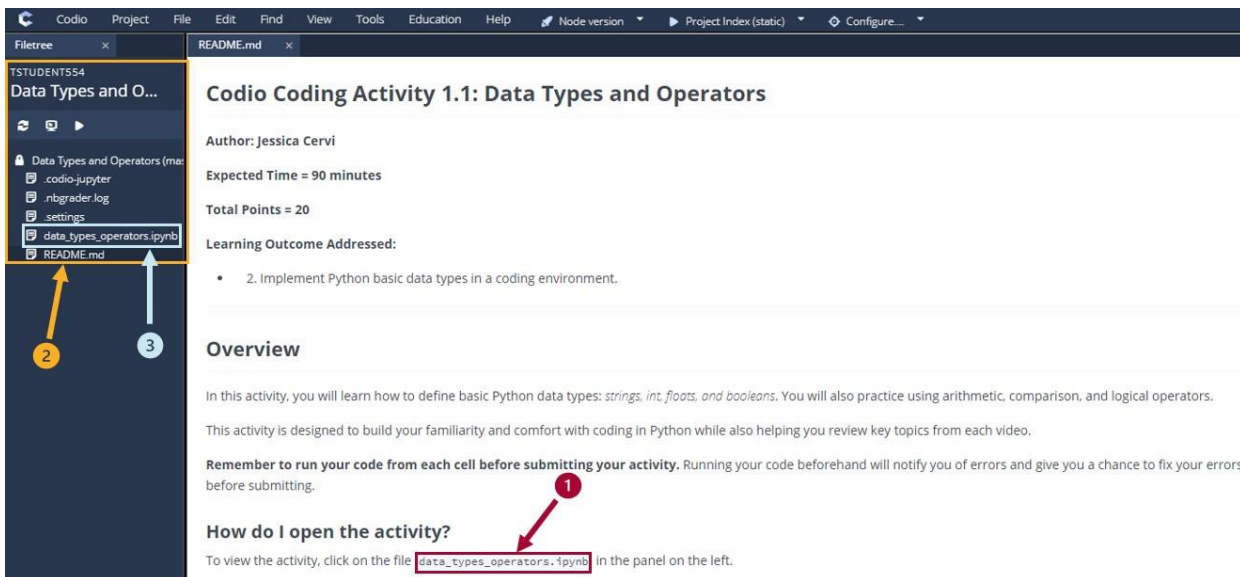 Codio Project File Edit Find View Tools Education Help Node version Project Index (static) Configure....
Filetree × README.md ×
TSTUDENT554
Data Types and O...
Data Types and Operators (mas
.codio-jupyter
.nbgrader.log
.settings
data_types_operators.ipynb
README.md
2
3
Codio Coding Activity 1.1: Data Types and Operators
Author: Jessica Cervi
Expected Time = 90 minutes
Total Points = 20
Learning Outcome Addressed:
• 2. Implement Python basic data types in a coding environment.
Overview
In this activity, you will learn how to define basic Python data types: strings, int, floats, and booleans. You will also practice using arithmetic, comparison, and logical operators.
This activity is designed to build your familiarity and comfort with coding in Python while also helping you review key topics from each video.
Remember to run your code from each cell before submitting your activity. Running your code beforehand will notify you of errors and give you a chance to fix your errors
before submitting.
1
How do I open the activity?
To view the activity, click on the file data_types_operators.ipynb in the panel on the left.